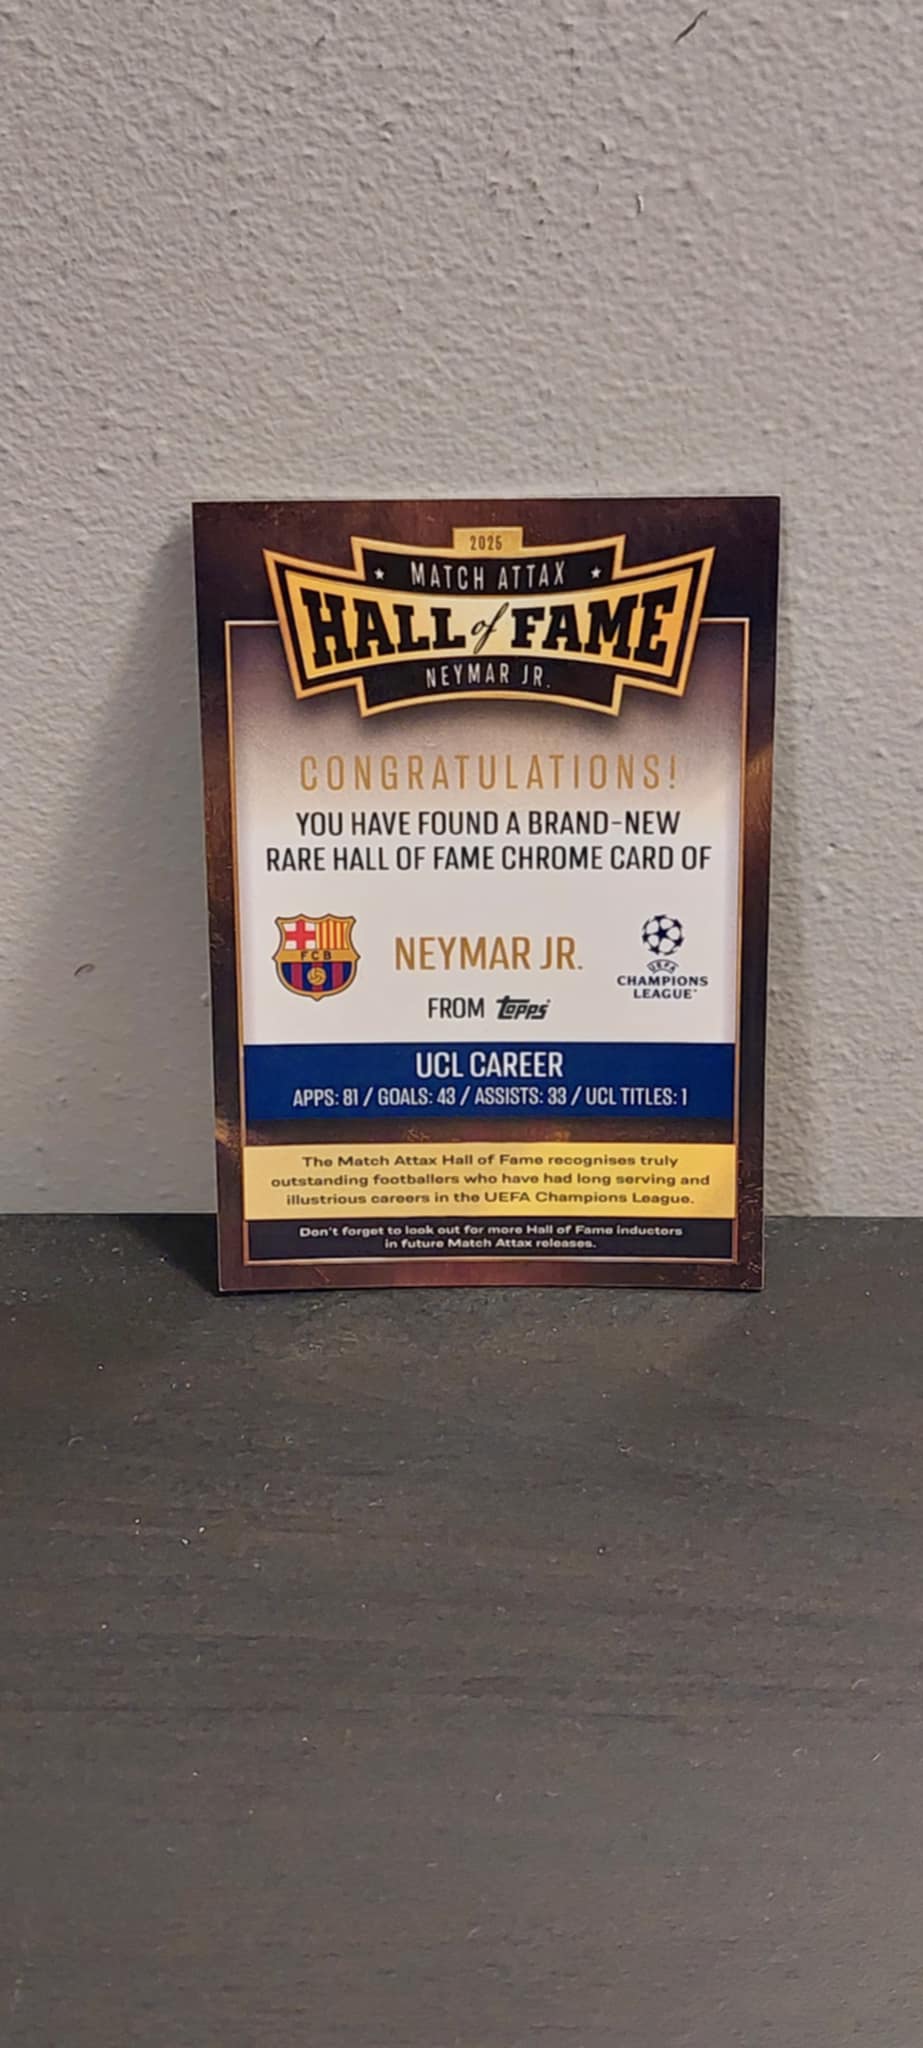 2025
MATCH ATTAX
HALL of FAME
NEYMAR JR.
CONGRATULATIONS!
YOU HAVE FOUND A BRAND-NEW
RARE HALL OF FAME CHROME CARD OF
FCB
NEYMAR JR.
UEFA
CHAMPIONS
LEAGUE
FROM topps
UCL CAREER
APPS: 81 / GOALS: 43 / ASSISTS: 33 / UCL TITLES: 1
The Match Attax Hall of Fame recognises truly
outstanding footballers who have had long serving and
illustrious careers in the UEFA Champions League.
Don't forget to look out for more Hall of Fame inductors
in future Match Attax releases.